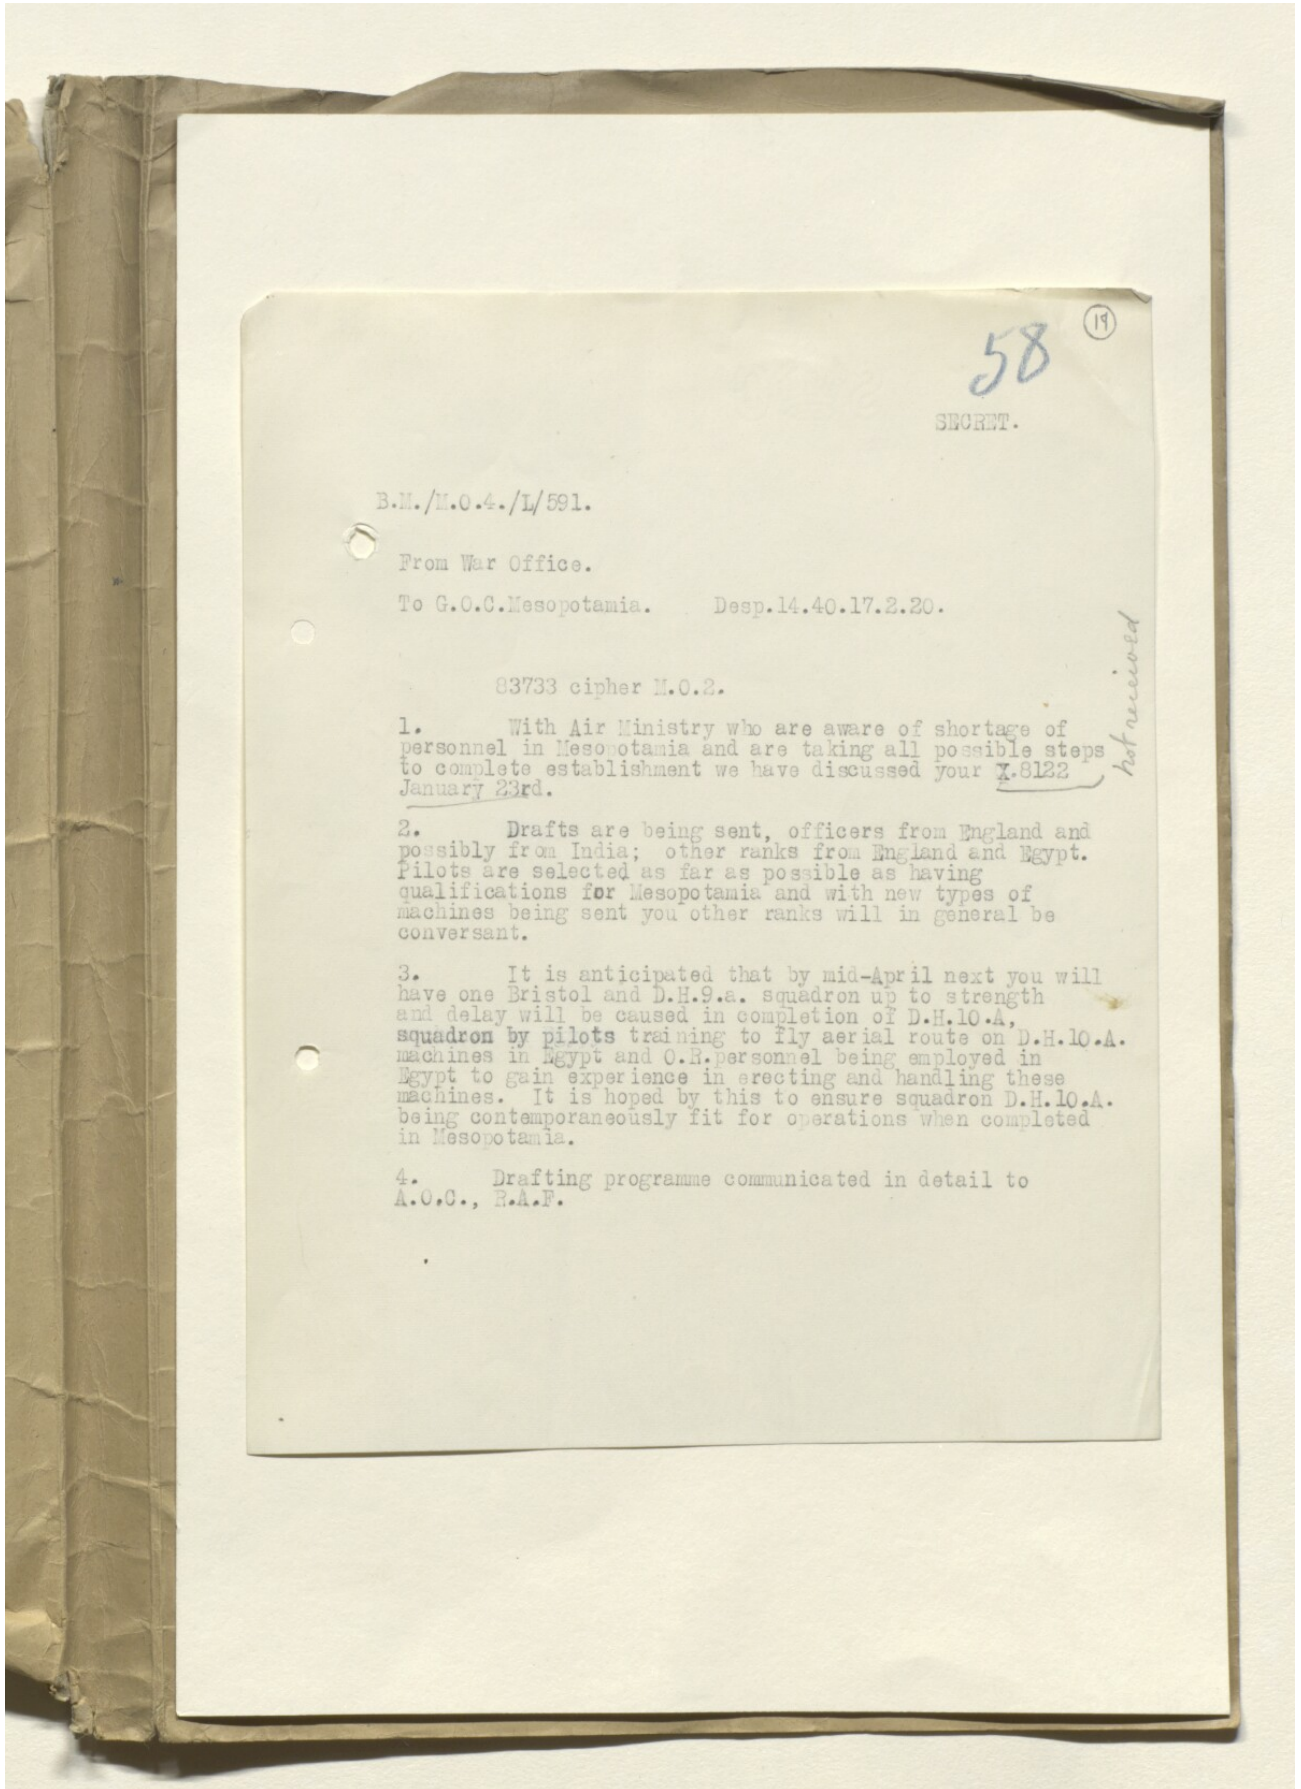 58
19
SECRET.
B.M./M.O.4./L/591.
From War Office.
To G.O.C.Mesopotamia. Desp.14.40.17.2.20.
83733 cipher M.O.2.
1. With Air Ministry who are aware of shortage of
personnel in Mesopotamia and are taking all possible steps
to complete establishment we have discussed your X.8122
January 23rd.
not received
2. Drafts are being sent, officers from England and
possibly from India; other ranks from England and Egypt.
Pilots are selected as far as possible as having
qualifications for Mesopotamia and with new types of
machines being sent you other ranks will in general be
conversant.
3. It is anticipated that by mid-April next you will
have one Bristol and D.H.9.a. squadron up to strength
and delay will be caused in completion of D.H.10.A,
squadron by pilots training to fly aerial route on D.H.10.A.
machines in Egypt and O.R.personnel being employed in
Egypt to gain experience in erecting and handling these
machines. It is hoped by this to ensure squadron D.H.10.A.
being contemporaneously fit for operations when completed
in Mesopotamia.
4. Drafting programme communicated in detail to
A.O.C., R.A.F.